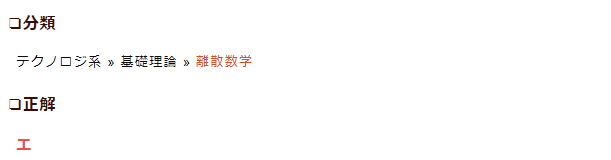 ❏分類
テクノロジ系 » 基礎理論 » 離散数学
❏正解
エ